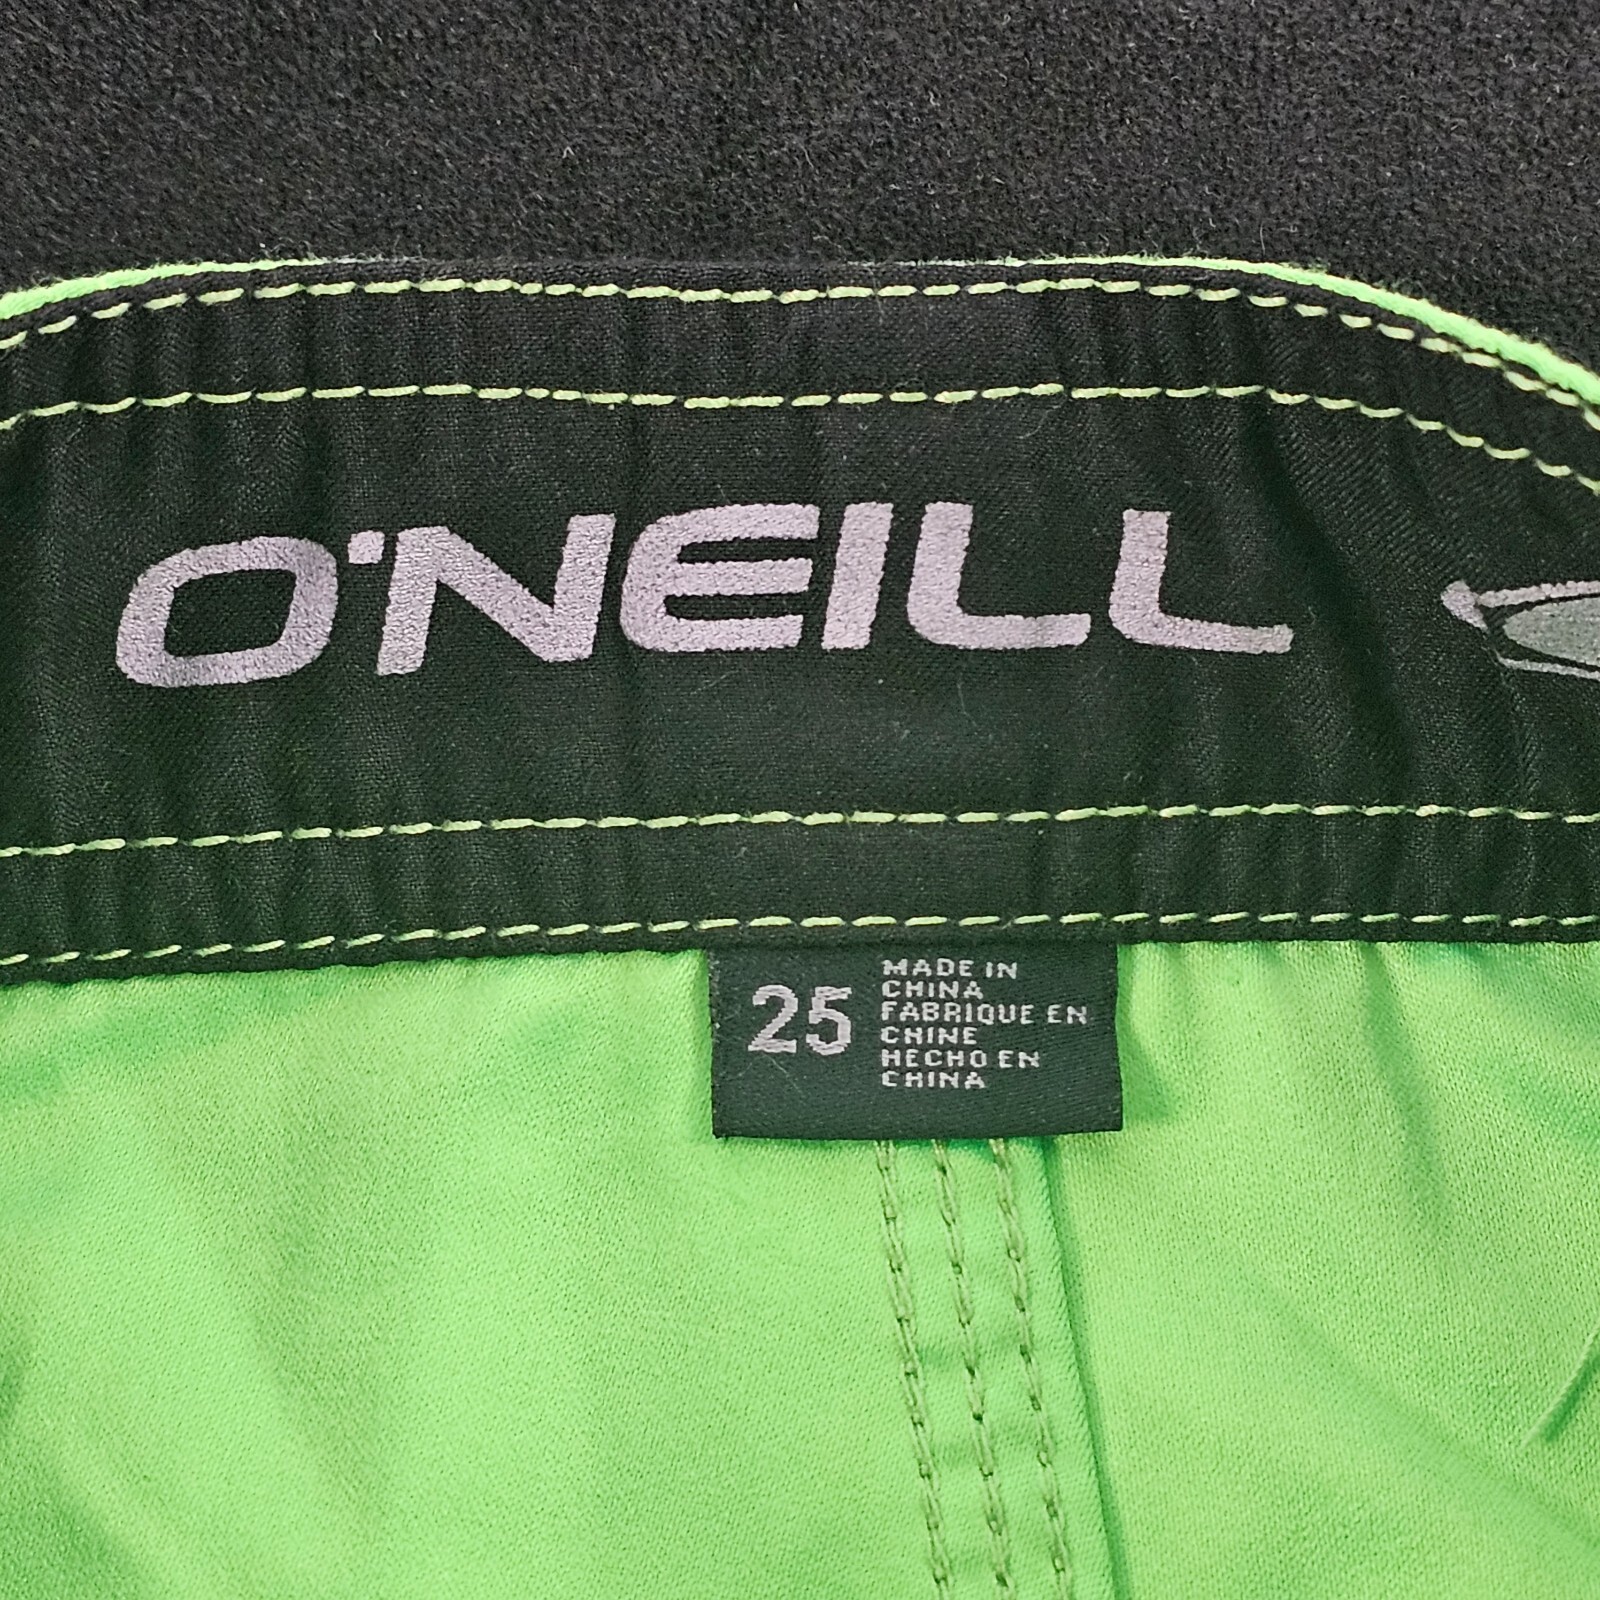 O'NEILL
25
MADE IN
CHINA
FABRIQUE EN
CHINE
HECHO EN
CHINA